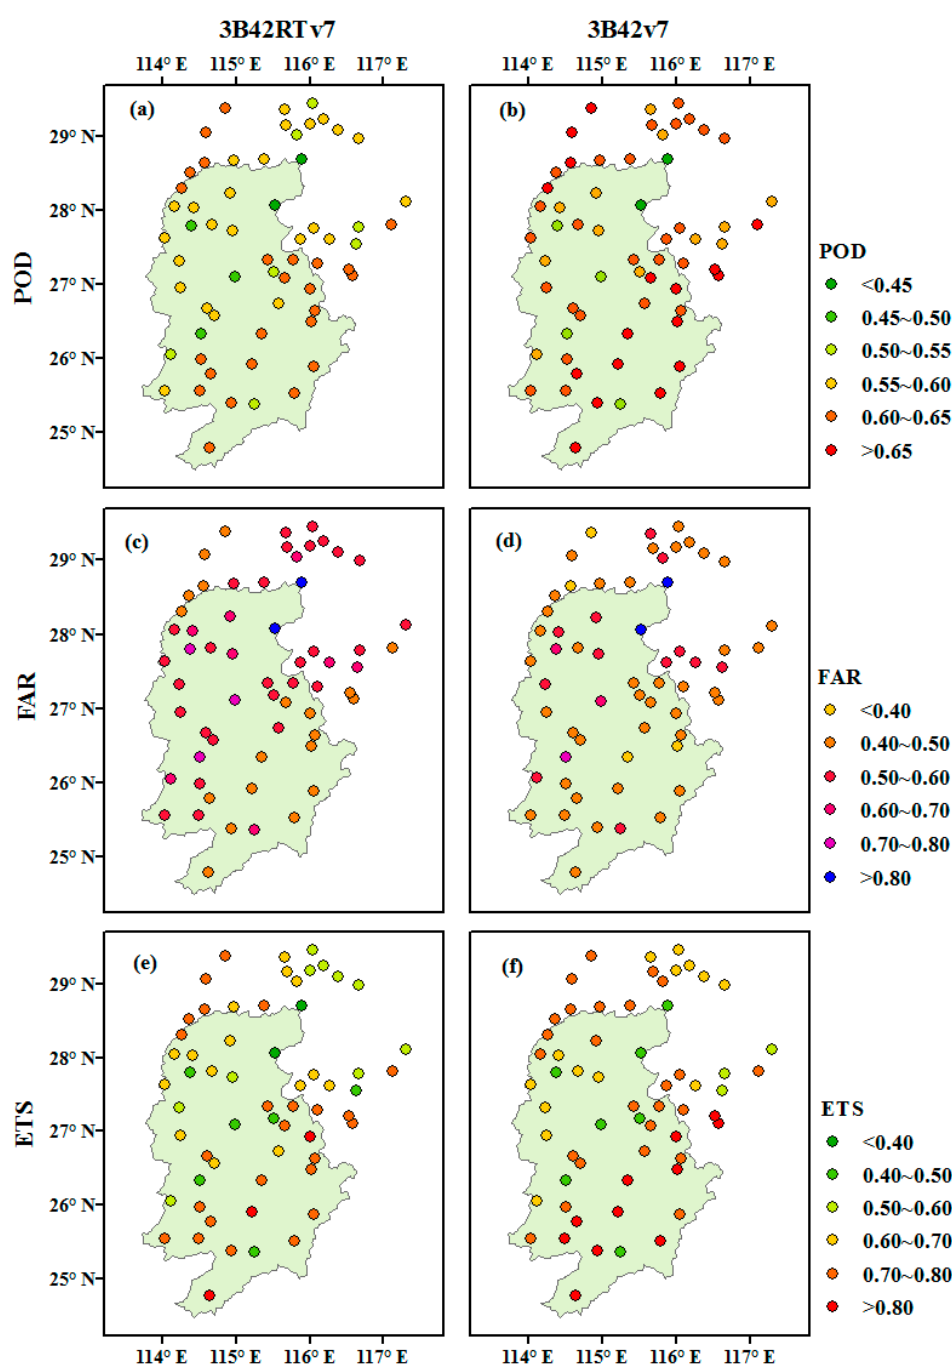 3B42RTv7 3B42v7
114° E 115° E 116° E 117° E 114° E 115° E 116° E 117° E
(a) (b)
29° N
28° N
27° N
26° N
25° N
POD
POD
<0.45
0.45~0.50
0.50~0.55
0.55~0.60
0.60~0.65
>0.65
(c) (d)
29° N
28° N
27° N
26° N
25° N
FAR
FAR
<0.40
0.40~0.50
0.50~0.60
0.60~0.70
0.70~0.80
>0.80
(e) (f)
29° N
28° N
27° N
26° N
25° N
ETS
ETS
<0.40
0.40~0.50
0.50~0.60
0.60~0.70
0.70~0.80
>0.80
114° E 115° E 116° E 117° E 114° E 115° E 116° E 117° E